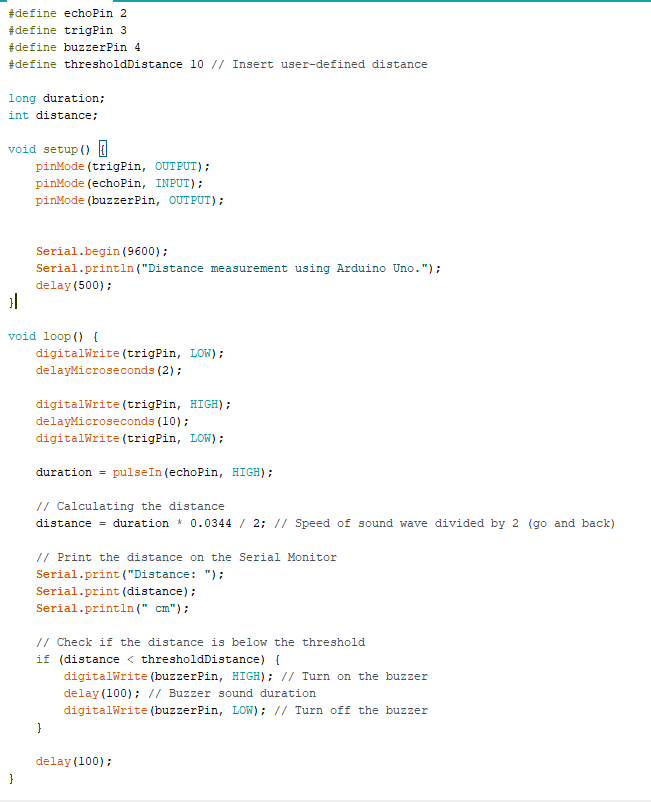 #define echoPin 2
#define trigPin 3
#define buzzerPin 4
#define thresholdDistance 10 // Insert user-defined distance

long duration;
int distance;

void setup() {
    pinMode(trigPin, OUTPUT);
    pinMode(echoPin, INPUT);
    pinMode(buzzerPin, OUTPUT);


    Serial.begin(9600);
    Serial.println("Distance measurement using Arduino Uno.");
    delay(500);
}

void loop() {
    digitalWrite(trigPin, LOW);
    delayMicroseconds(2);

    digitalWrite(trigPin, HIGH);
    delayMicroseconds(10);
    digitalWrite(trigPin, LOW);

    duration = pulseIn(echoPin, HIGH);

    // Calculating the distance
    distance = duration * 0.0344 / 2; // Speed of sound wave divided by 2 (go and back)

    // Print the distance on the Serial Monitor
    Serial.print("Distance: ");
    Serial.print(distance);
    Serial.println(" cm");

    // Check if the distance is below the threshold
    if (distance < thresholdDistance) {
        digitalWrite(buzzerPin, HIGH); // Turn on the buzzer
        delay(100); // Buzzer sound duration
        digitalWrite(buzzerPin, LOW); // Turn off the buzzer
    }

    delay(100);
}